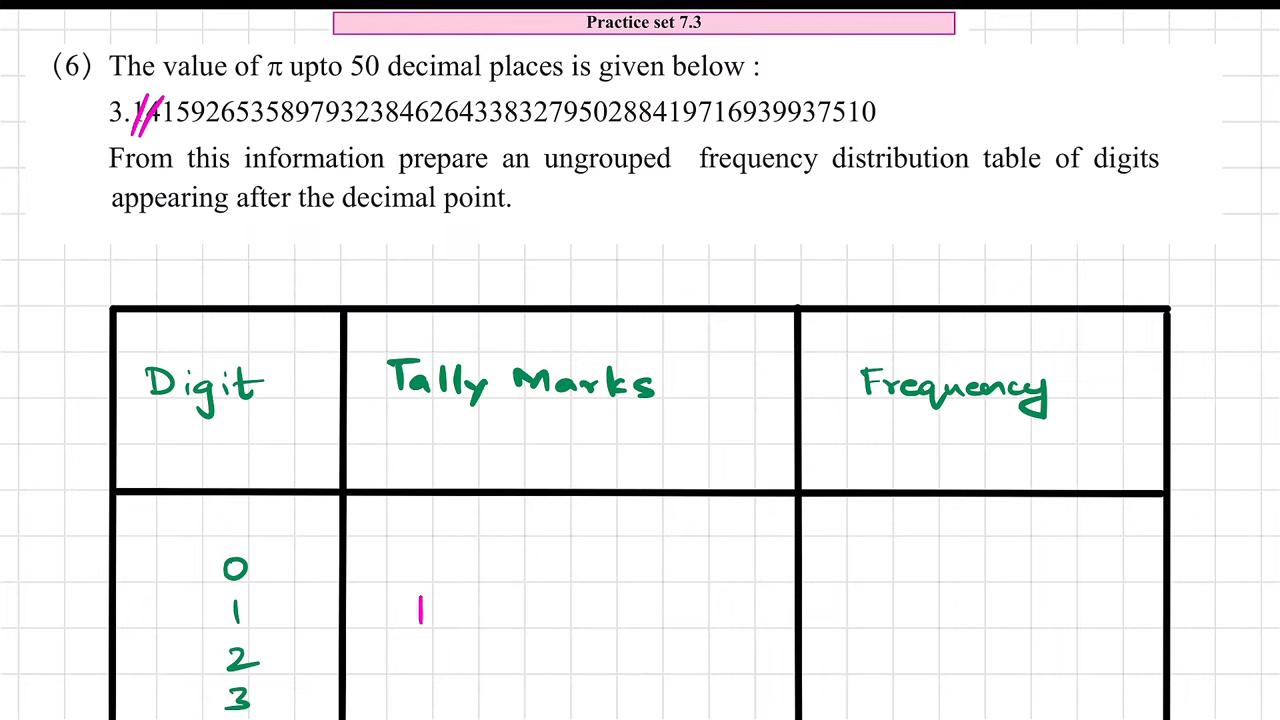 Practice set 7.3
(6) The value of π upto 50 decimal places is given below :
3.14159265358979323846264338327950288419716939937510
From this information prepare an ungrouped frequency distribution table of digits
appearing after the decimal point.
Digit Tally Marks Frequency
0
1 |
2
3